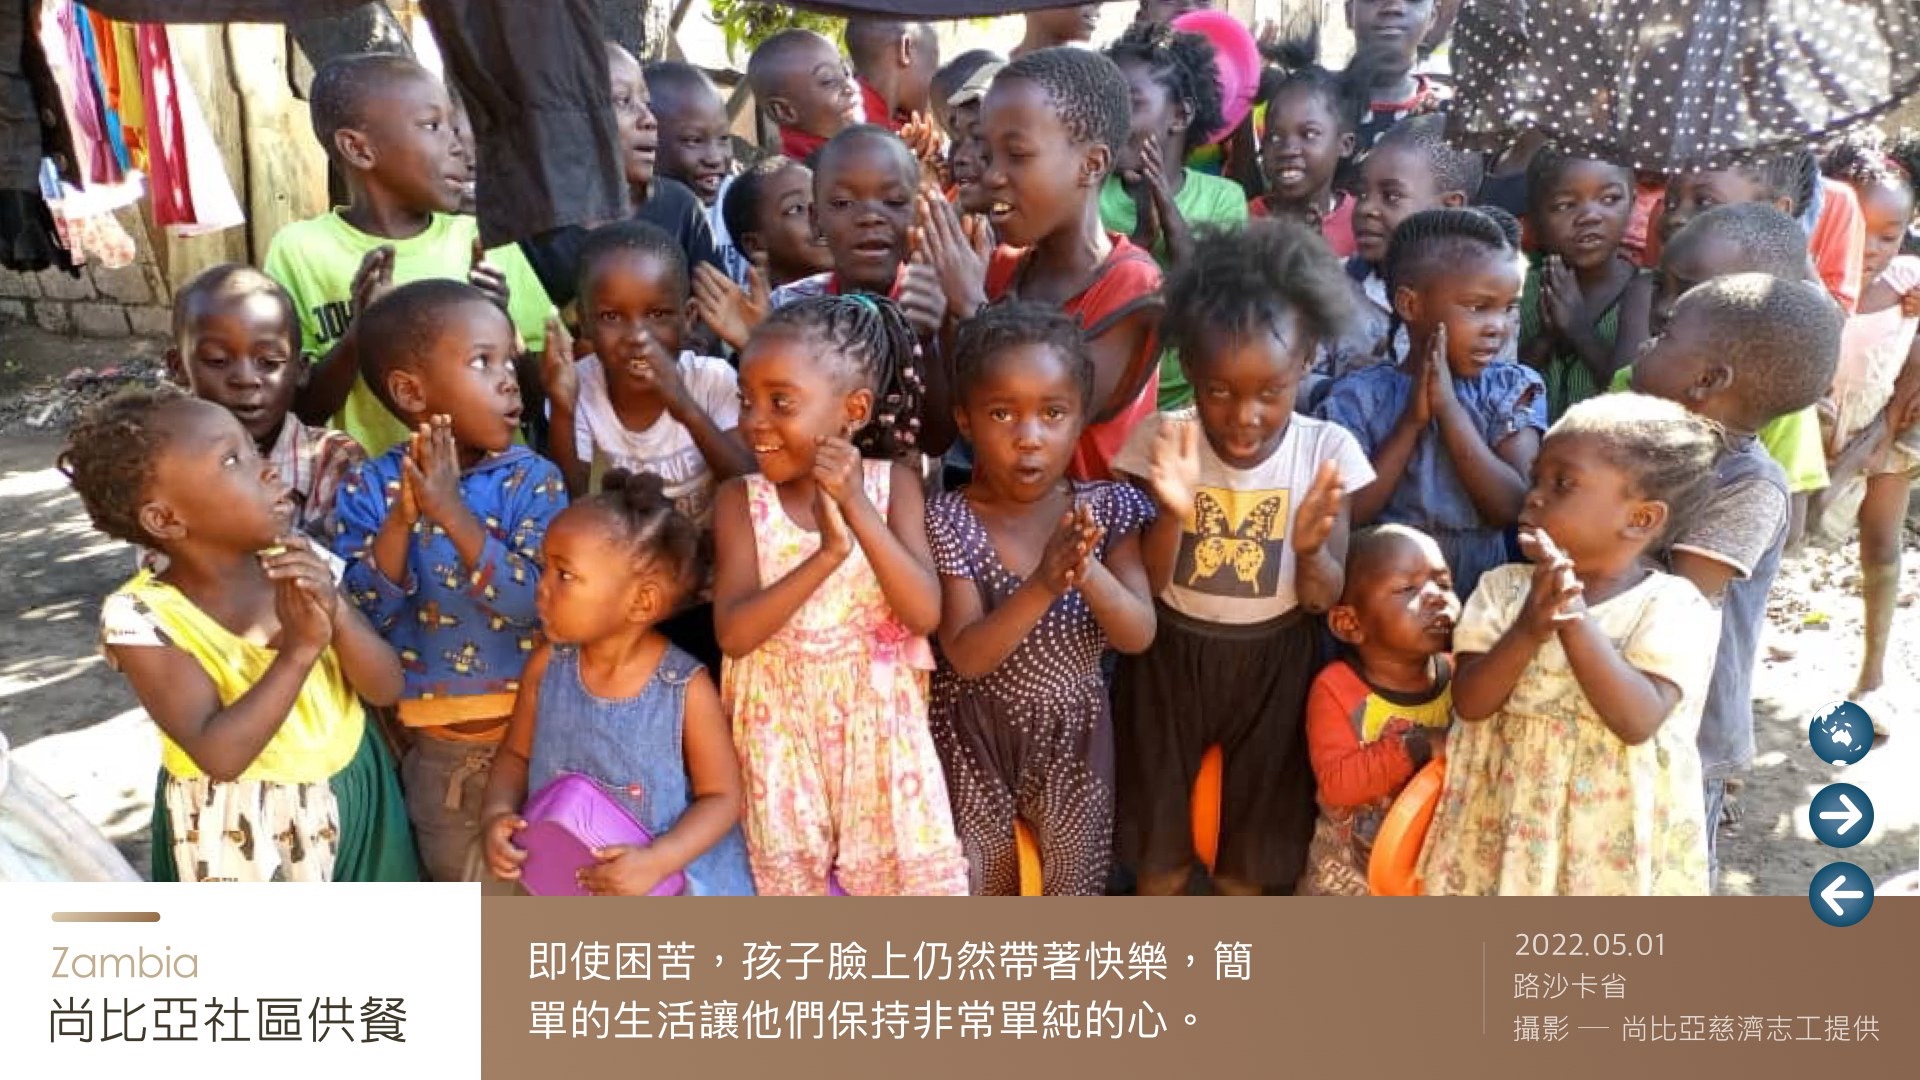 JOH
Zambia
尚比亞社區供餐
即使困苦，孩子臉上仍然帶著快樂，簡
單的生活讓他們保持非常單純的心。
2022.05.01
路沙卡省
攝影 — 尚比亞慈濟志工提供